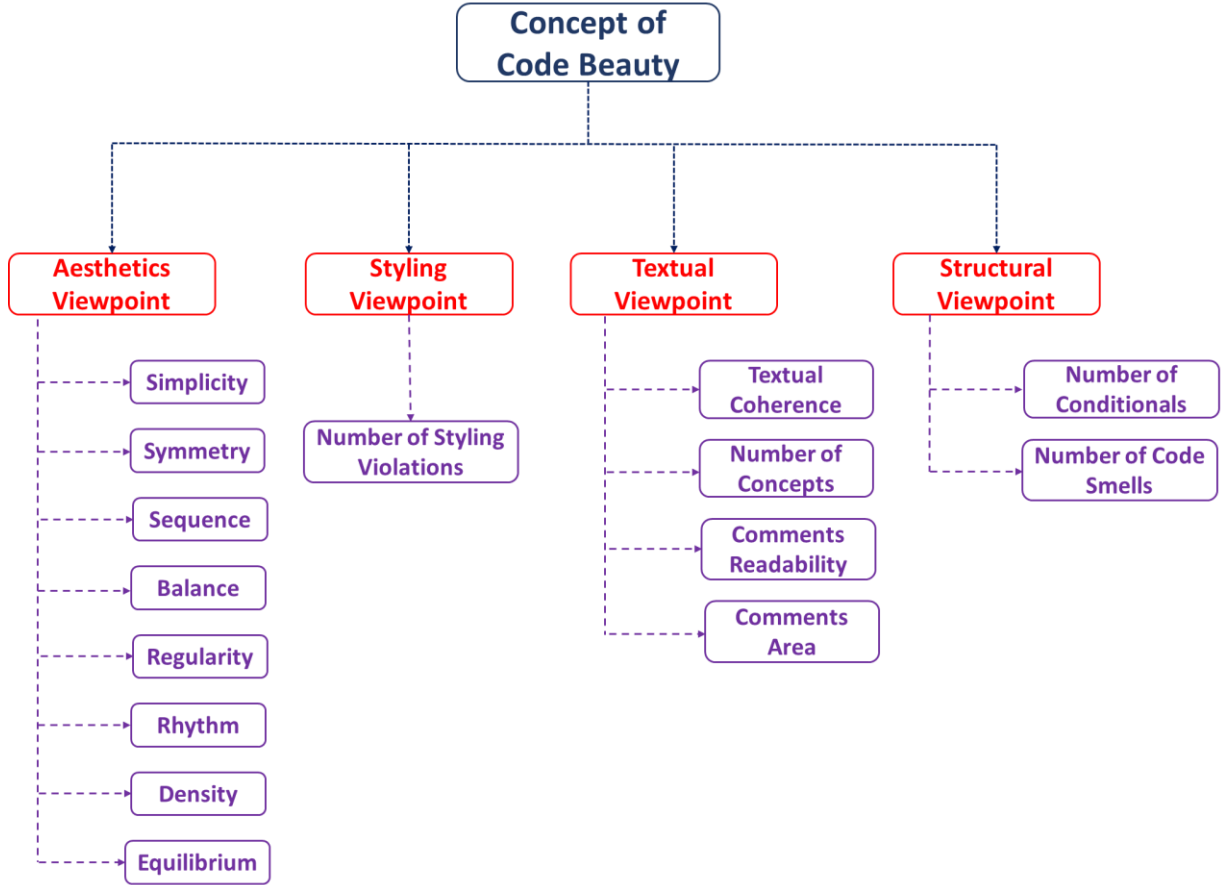 Concept of
Code Beauty
Aesthetics
Viewpoint
Simplicity
Symmetry
Sequence
Balance
Regularity
Rhythm
Density
Equilibrium
Styling
Viewpoint
Number of Styling
Violations
Textual
Viewpoint
Textual
Coherence
Number of
Concepts
Comments
Readability
Comments
Area
Structural
Viewpoint
Number of
Conditionals
Number of Code
Smells